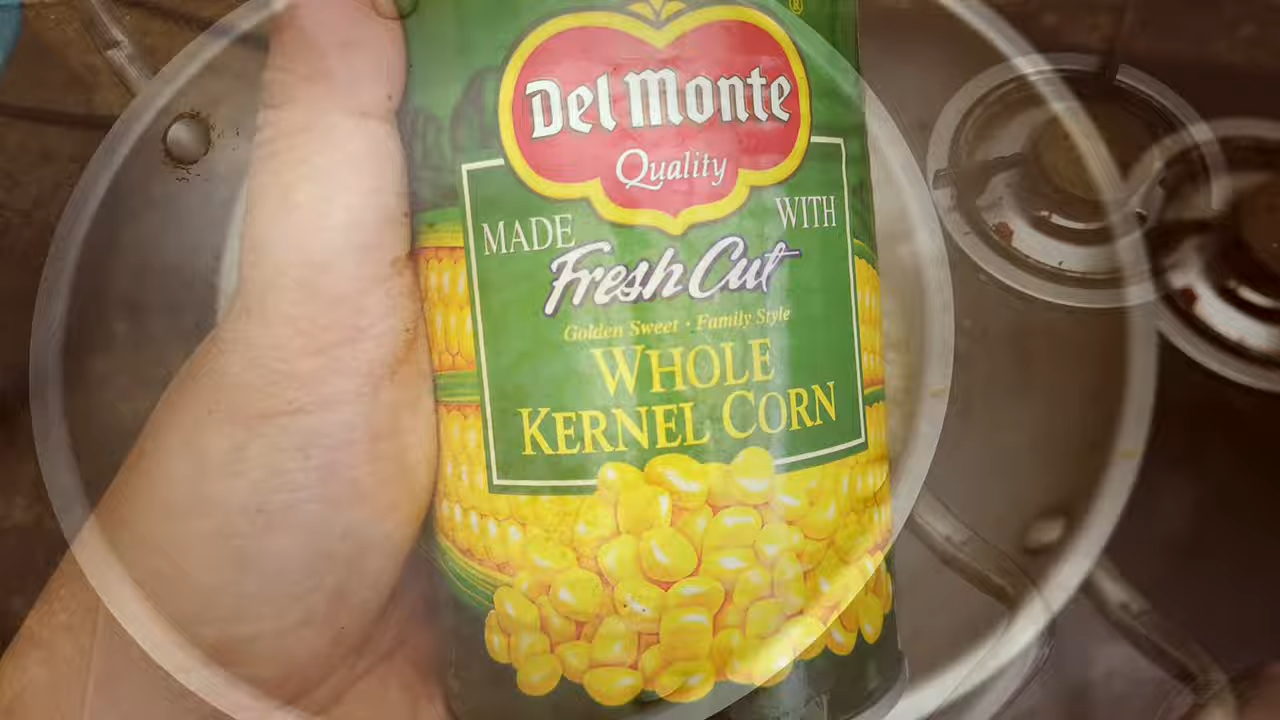 Del Monte
®
Quality
MADE WITH
Fresh Cut
Golden Sweet • Family Style
WHOLE
KERNEL CORN